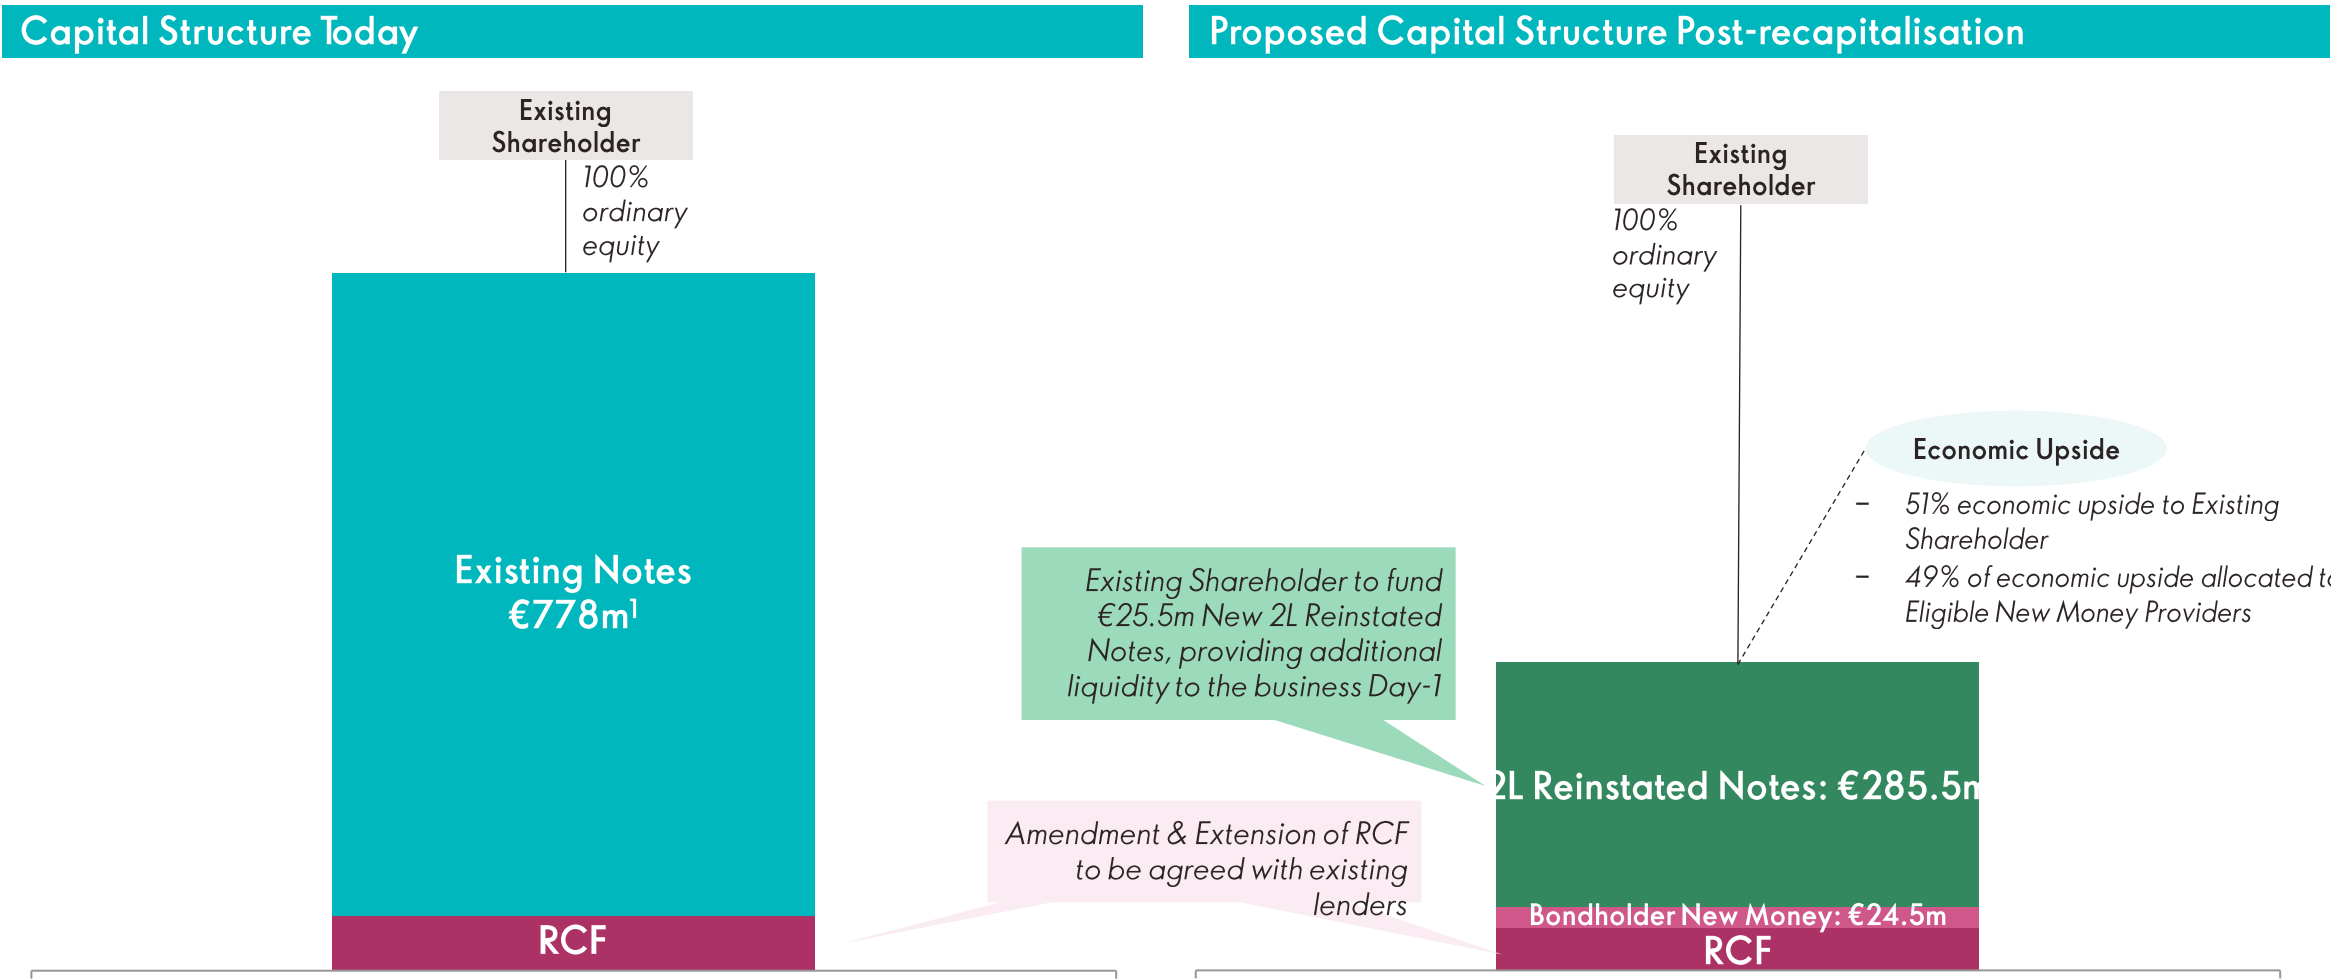 Capital Structure Today
Existing
Shareholder
100%
ordinary
equity
Existing Notes
€778m¹
RCF
Proposed Capital Structure Post-recapitalisation
Existing
Shareholder
100%
ordinary
equity
Economic Upside
– 51% economic upside to Existing
Shareholder
– 49% of economic upside allocated to
Eligible New Money Providers
Existing Shareholder to fund
€25.5m New 2L Reinstated
Notes, providing additional
liquidity to the business Day-1
2L Reinstated Notes: €285.5m
Amendment & Extension of RCF
to be agreed with existing
lenders
Bondholder New Money: €24.5m
RCF